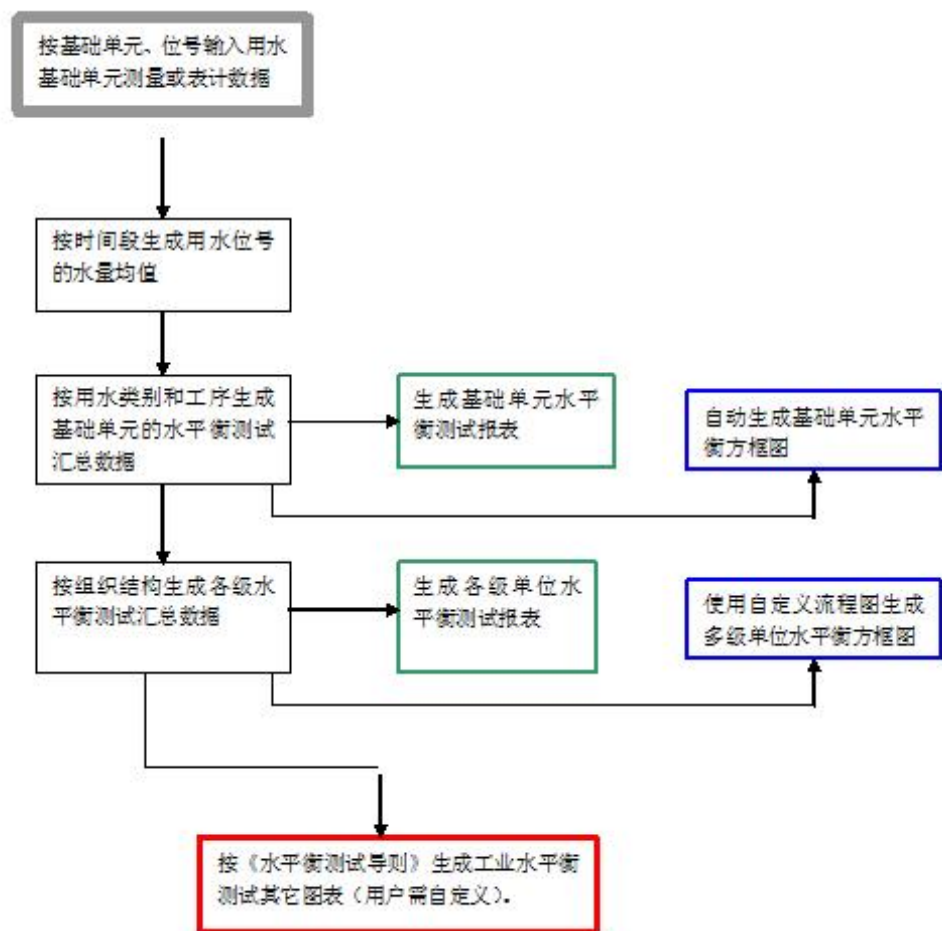 按基础单元、位号输入用水
基础单元测量或表计数据
按时间段生成用水位号
的水量均值
按用水类别和工序生成
基础单元的水平衡测试
汇总数据
生成基础单元水平
衡测试报表
自动生成基础单元水平
衡方框图
按组织结构生成各级水
平衡测试汇总数据
生成各级单位水
平衡测试报表
使用自定义流程图生成
多级单位水平衡方框图
按《水平衡测试导则》生成工业水平衡
测试其它图表（用户需自定义）。